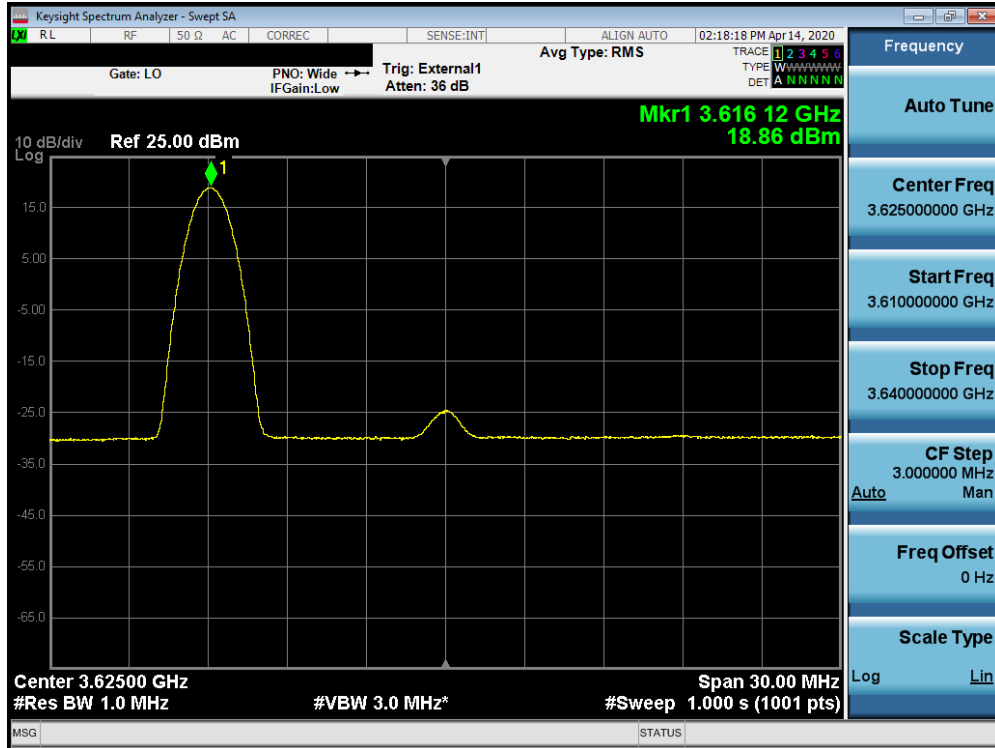 Keysight Spectrum Analyzer - Swept SA
LXI RL RF 50 Ω AC CORREC SENSE:INT ALIGN AUTO 02:18:18 PM Apr 14, 2020
Gate: LO
PNO: Wide
IFGain:Low
Trig: External1
Atten: 36 dB
Avg Type: RMS
TRACE 1 2 3 4 5 6
TYPE WWWWWWW
DET A N N N N N
Mkr1 3.616 12 GHz
18.86 dBm
10 dB/div
Log
Ref 25.00 dBm
1
15.0
5.00
-5.00
-15.0
-25.0
-35.0
-45.0
-55.0
-65.0
Center 3.62500 GHz
#Res BW 1.0 MHz
#VBW 3.0 MHz*
Span 30.00 MHz
#Sweep 1.000 s (1001 pts)
MSG
STATUS
Frequency
Auto Tune
Center Freq
3.625000000 GHz
Start Freq
3.610000000 GHz
Stop Freq
3.640000000 GHz
CF Step
3.000000 MHz
Auto Man
Freq Offset
0 Hz
Scale Type
Log Lin